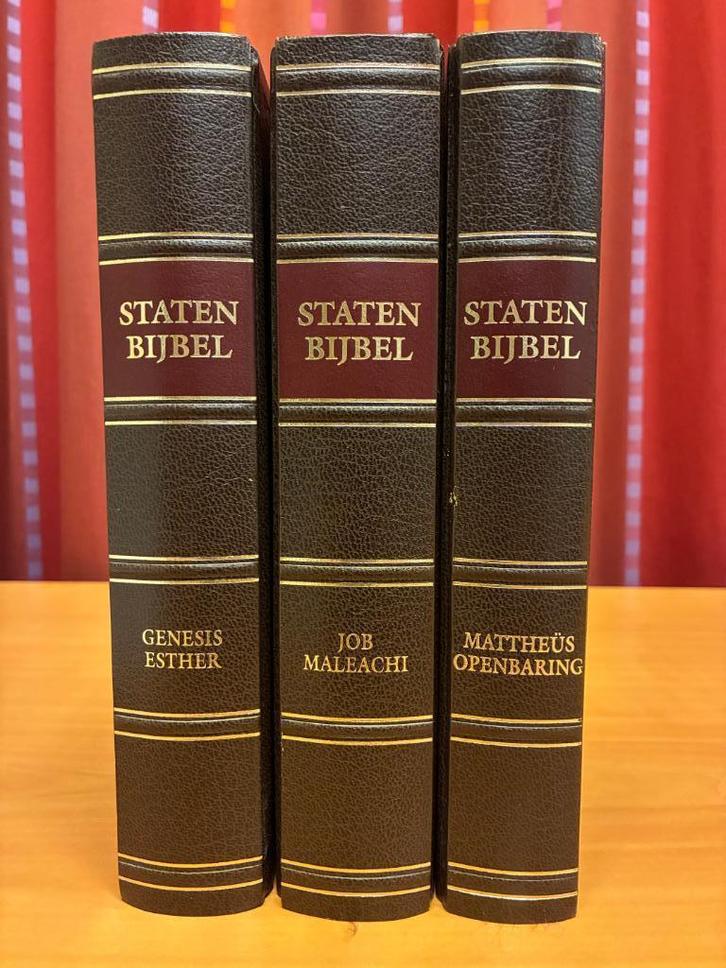 STATEN
BIJBEL
GENESIS
ESTHER
STATEN
BIJBEL
JOB
MALEACHI
STATEN
BIJBEL
MATTHEÜS
OPENBARING